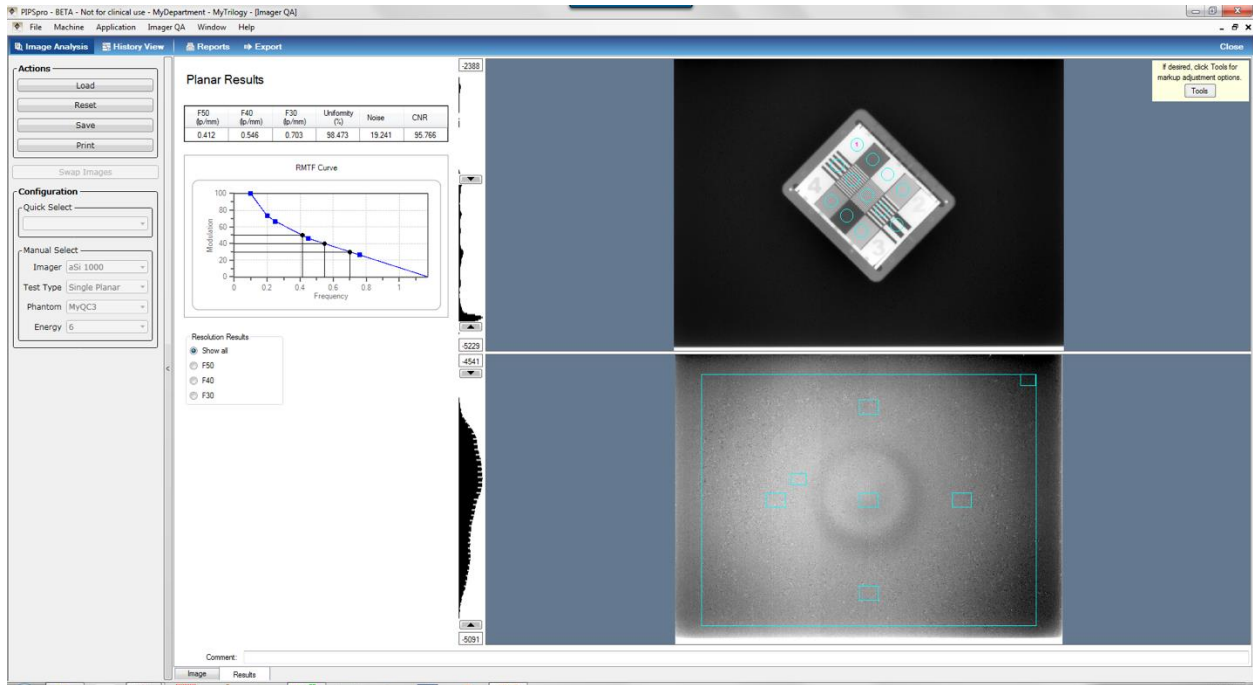 PIPSpro - BETA - Not for clinical use - MyDepartment - MyTrilogy - [Imager QA]
File Machine Application Imager QA Window Help
Image Analysis History View Reports Export Close
Actions
Load
Reset
Save
Print
Swap Images
Configuration
Quick Select
Manual Select
Imager aSi 1000
Test Type Single Planar
Phantom MyQC3
Energy 6
<
Planar Results
F50 (lp/mm) F40 (lp/mm) F30 (lp/mm) Uniformity (%) Noise CNR
0.412 0.546 0.703 98.473 19.241 95.766
RMTF Curve
Modulation
100
80
60
40
20
0
0 0.2 0.4 0.6 0.8 1
Frequency
Resolution Results
Show all
F50
F40
F30
-2388
-5229
-4541
-5091
If desired, click Tools for
markup adjustment options.
Tools
1
4
2
3
Comment:
Image Results